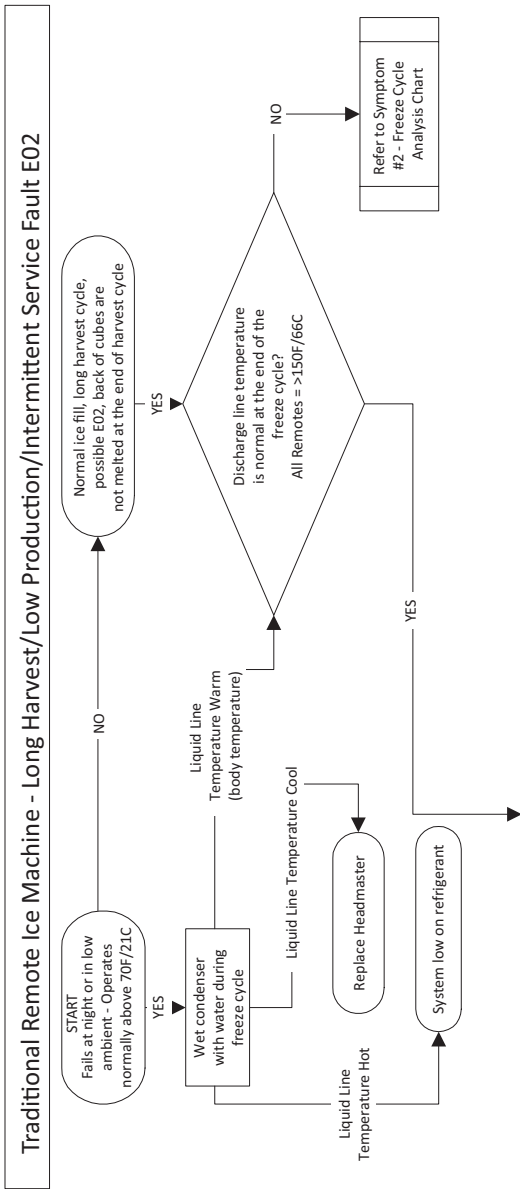 Traditional Remote Ice Machine - Long Harvest/Low Production/Intermittent Service Fault E02
START
Fails at night or in low
ambient - Operates
normally above 70F/21C
NO
Normal ice fill, long harvest cycle,
possible E02, back of cubes are
not melted at the end of harvest cycle
YES
YES
Wet condenser
with water during
freeze cycle
Liquid Line
Temperature Warm
(body temperature)
Liquid Line Temperature Cool
Liquid Line
Temperature Hot
Replace Headmaster
System low on refrigerant
Discharge line temperature
is normal at the end of the
freeze cycle?
All Remotes = >150F/66C
NO
YES
Refer to Symptom
#2 - Freeze Cycle
Analysis Chart